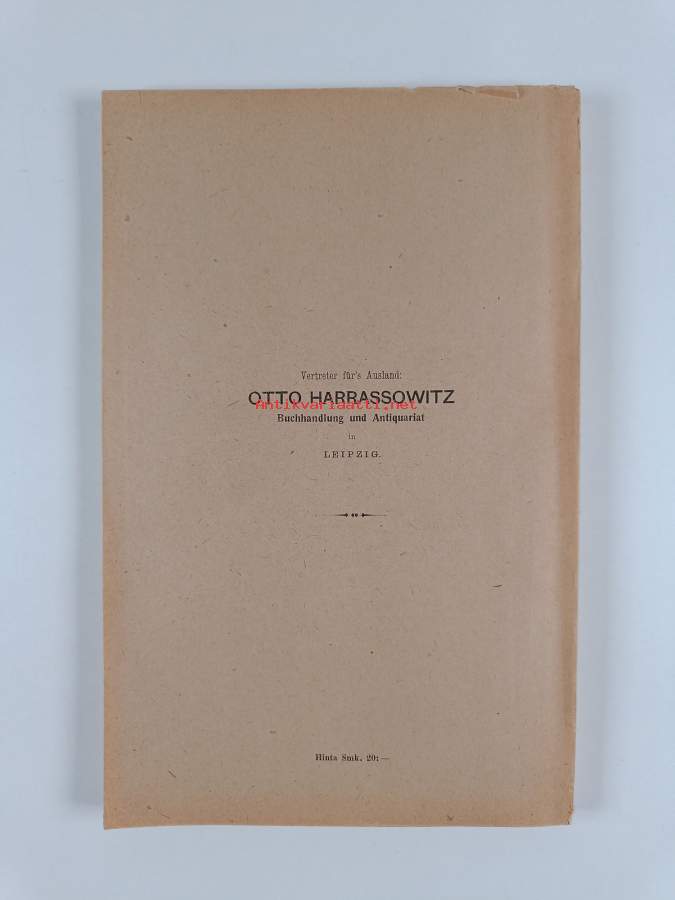 Vertreter für's Ausland:
OTTO HARRASSOWITZ
Antikvariaatti.net
Buchhandlung und Antiquariat
in
LEIPZIG.
Hinta Smk. 20: —